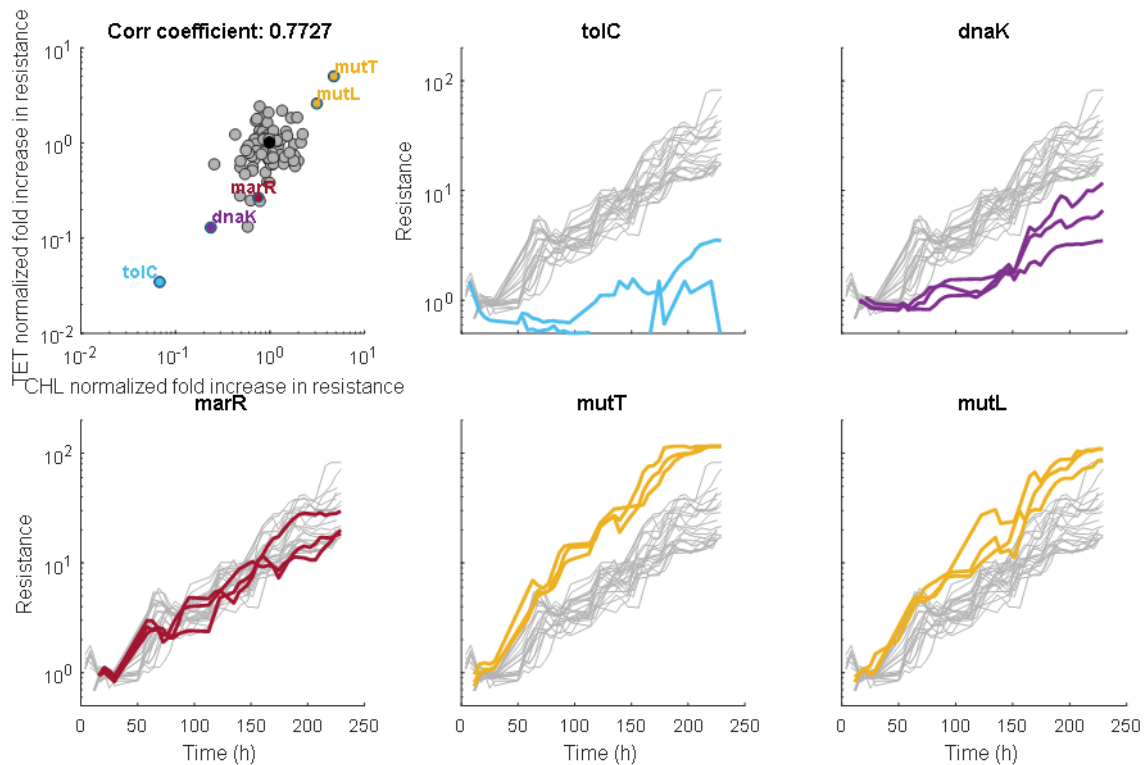 Corr coefficient: 0.7727
tolC
dnaK
10^1
10^0
10^-1
10^-2
TET normalized fold increase in resistance
mutT
mutL
marR
dnaK
tolC
10^-2
10^-1
10^0
10^1
CHL normalized fold increase in resistance
10^2
10^1
10^0
Resistance
marR
mutT
mutL
10^2
10^1
10^0
Resistance
0 50 100 150 200 250
Time (h)
0 50 100 150 200 250
Time (h)
0 50 100 150 200 250
Time (h)